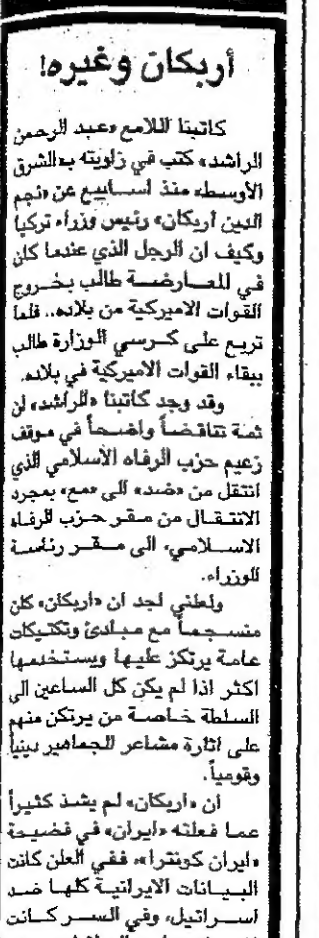 أربكان وغيره!
كاتبنا اللامع «عبد الرحمن
الراشد» كتب في زاويته بـ«الشرق
الأوسط» منذ اسابيع عن «نجم
الدين اربكان» رئيس وزراء تركيا
وكيف ان الرجل الذي عندما كان
في المعارضة طالب بخروج
القوات الاميركية من بلاده.. فلما
تربع على كرسي الوزارة طالب
ببقاء القوات الاميركية في بلاده.
وقد وجد كاتبنا «الراشد» ان
ثمة تناقضاً واضحاً في موقف
زعيم حزب الرفاه الاسلامي الذي
انتقل من «ضد» الى «مع» بمجرد
الانتقال من مقر حزب الرفاه
الاسلامي، الى مقر رئاسة
الوزراء.
ولعلني اجد ان «اربكان» كان
منسجماً مع مبادئ وتكتيكات
عامة يرتكز عليها ويستخدمها
اكثر اذا لم يكن كل الساعين الى
السلطة خاصة من يرتكن منهم
على اثارة مشاعر الجماهير دينياً
وقومياً.
ان «اربكان» لم يشذ كثيراً
عما فعلته «ايران» في فضيحة
«ايران كونترا»، ففي العلن كانت
البيانات الايرانية كلها ضد
اسرائيل، وفي السر كانت